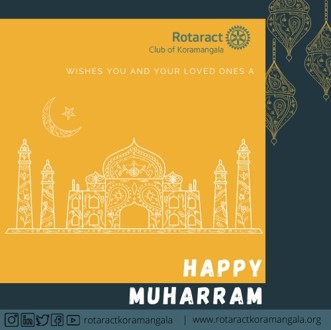 Rotaract
Club of Koramangala
WISHES YOU AND YOUR LOVED ONES A
HAPPY
MUHARRAM
rotaractkoramangala | www.rotaractkoramangala.org